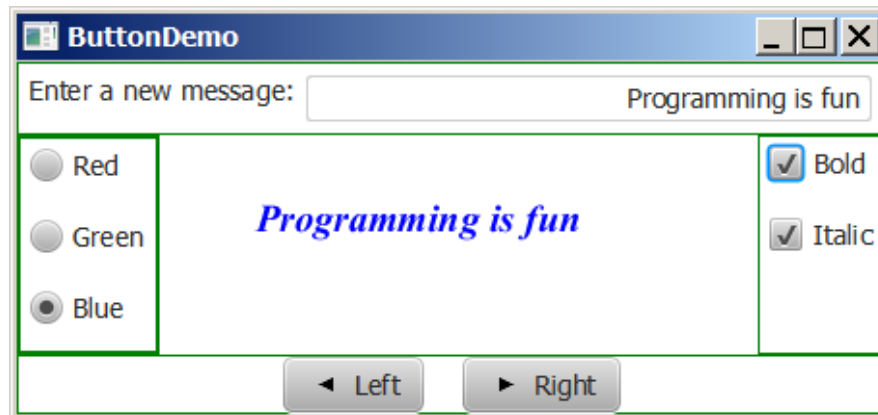 ButtonDemo
Enter a new message: Programming is fun
Red
Green
Blue
Programming is fun
Bold
Italic
Left
Right